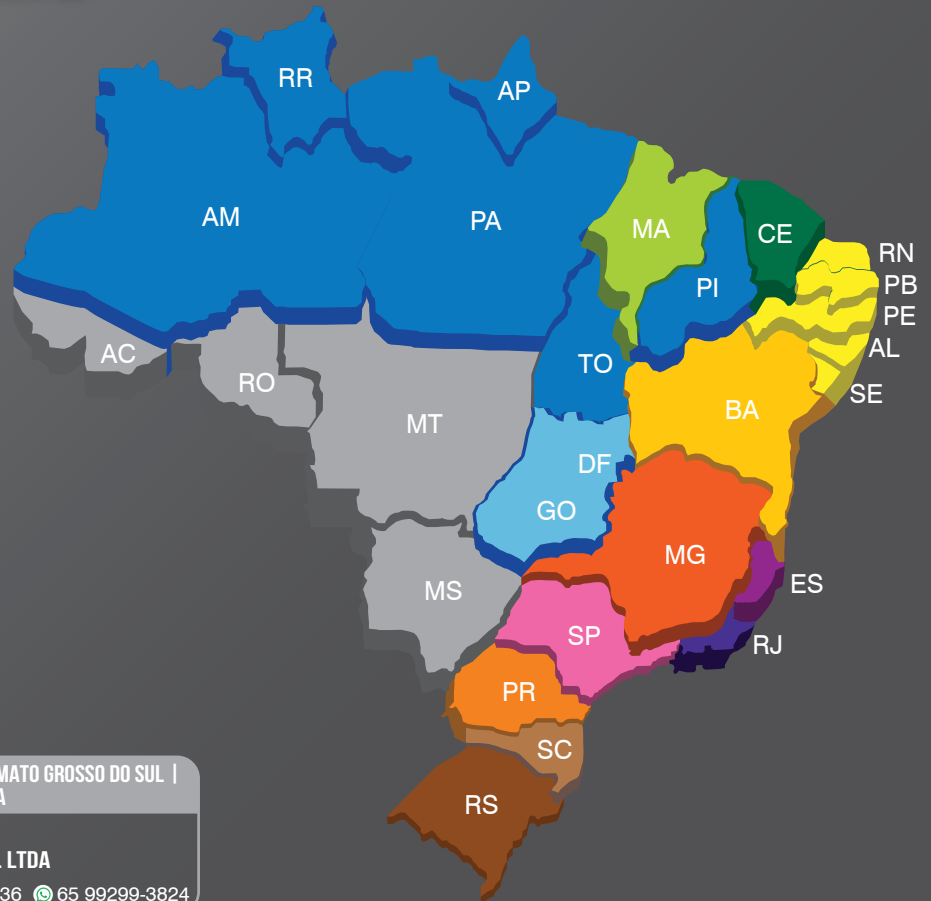 RR
AP
AM
PA
MA
CE
PI
RN
PB
PE
AL
SE
AC
RO
TO
MT
BA
DF
GO
MG
MS
ES
SP
RJ
PR
SC
RS
MATO GROSSO DO SUL |
A
LTDA
36 65 99299-3824